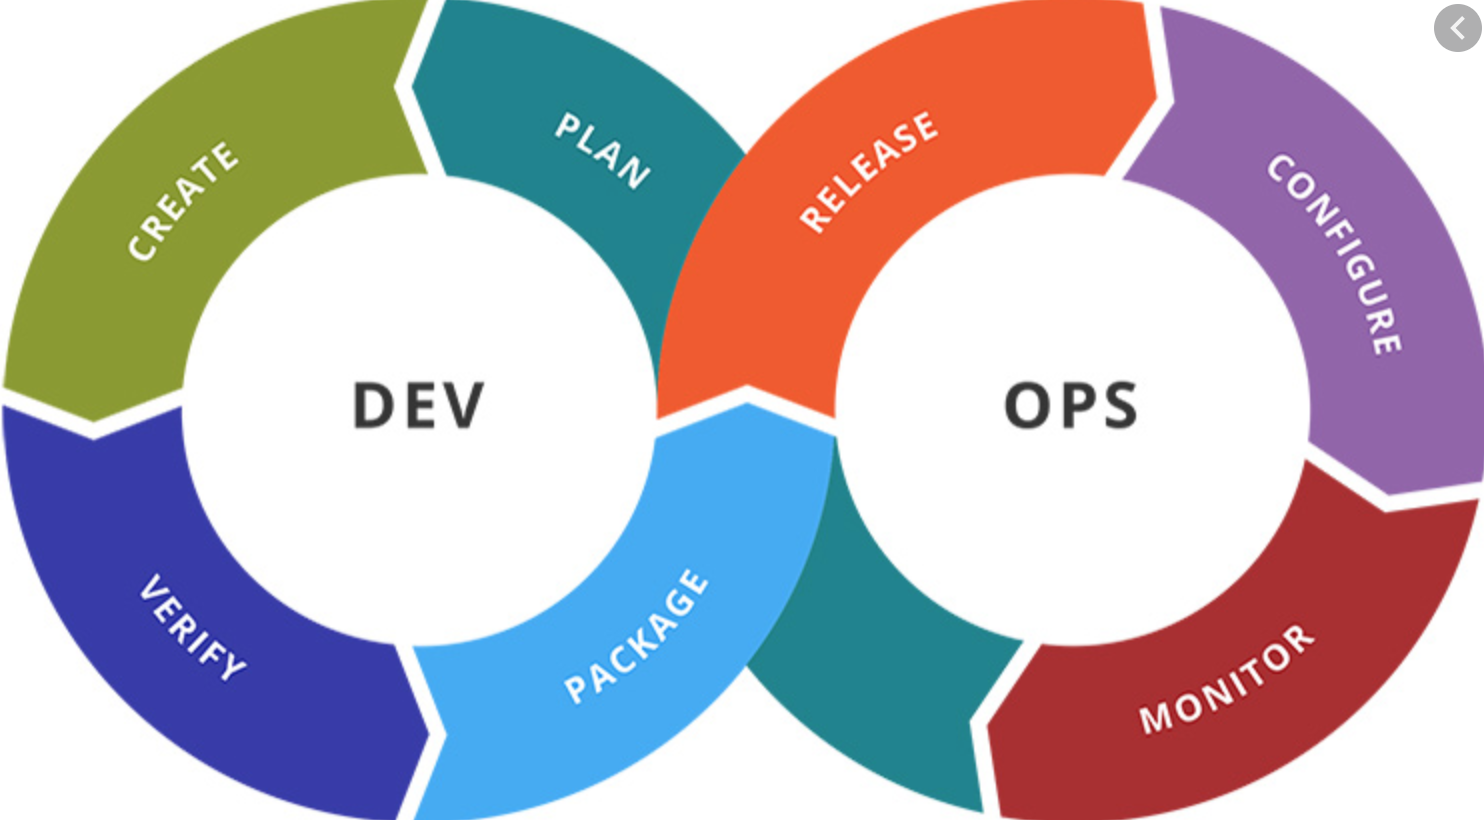 PLAN
CREATE
VERIFY
PACKAGE
RELEASE
CONFIGURE
MONITOR
DEV
OPS